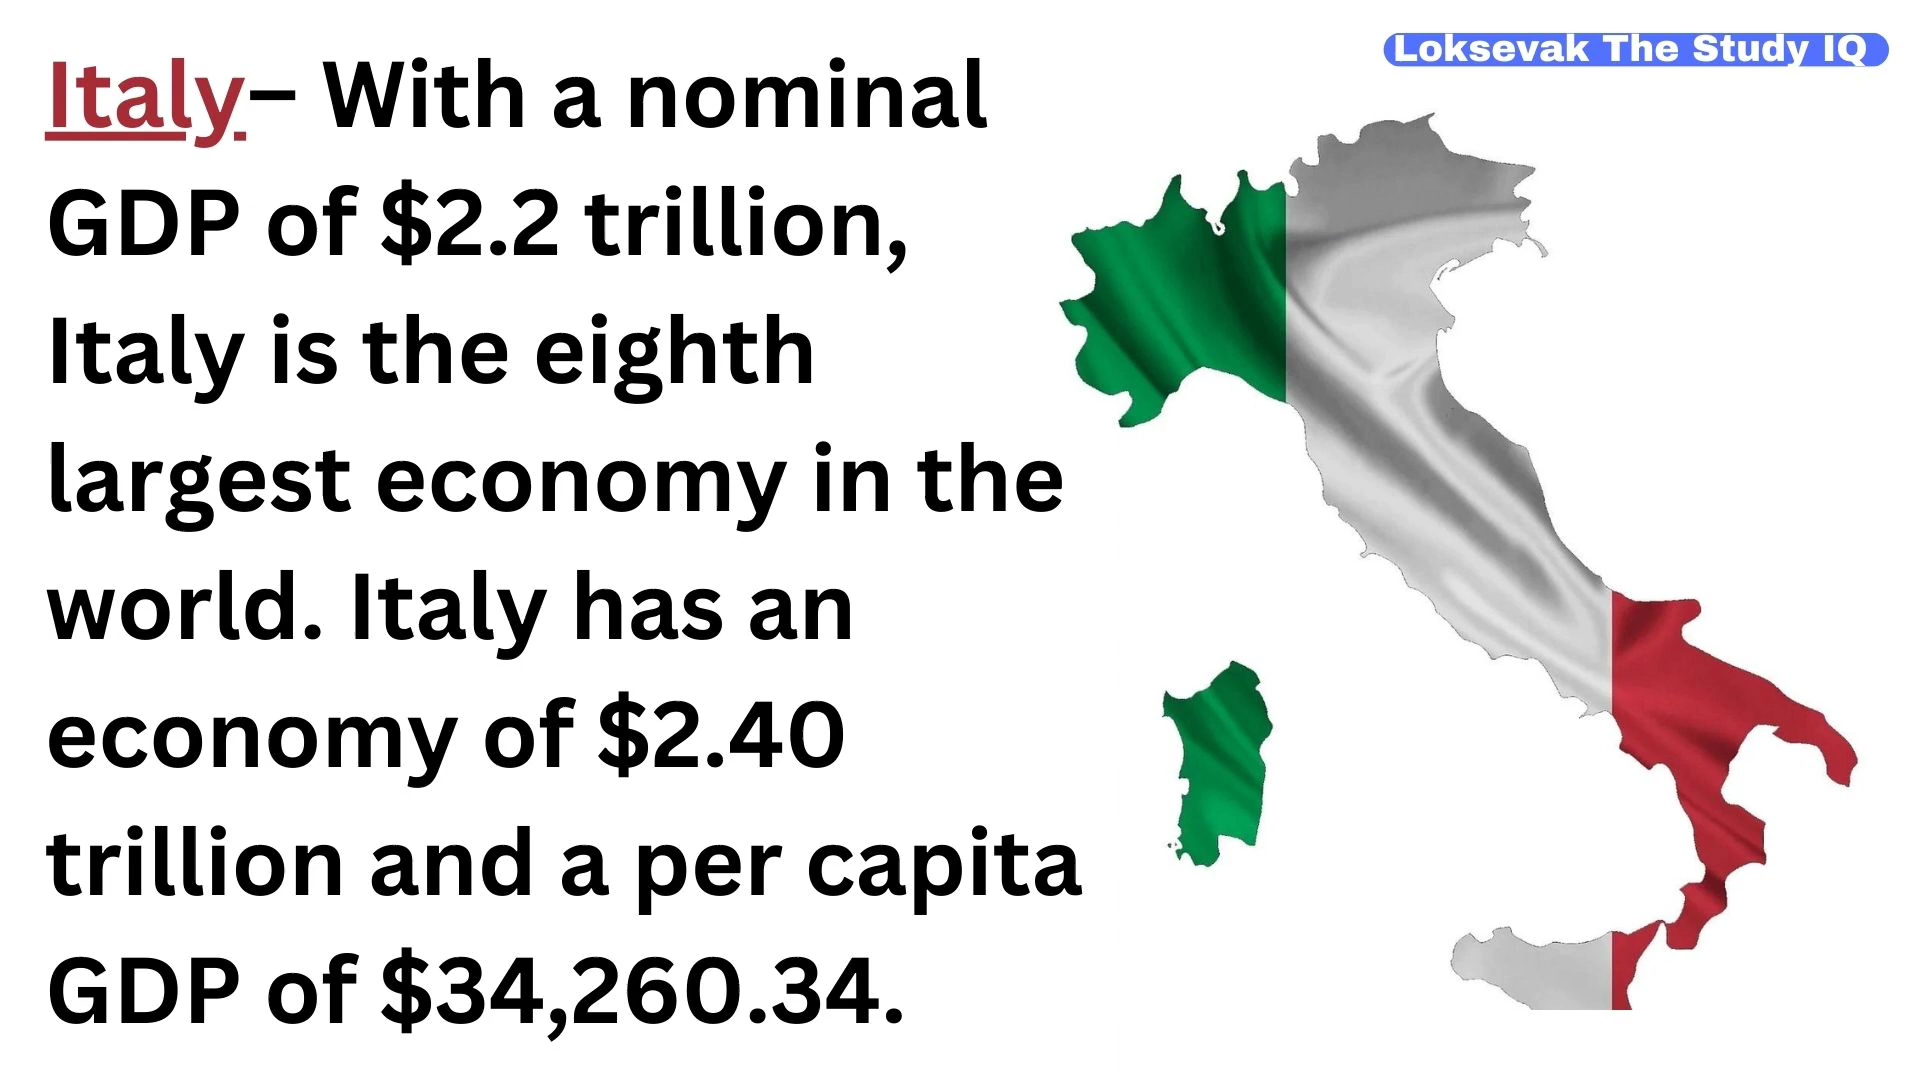 Loksevak The Study IQ
Italy– With a nominal
GDP of $2.2 trillion,
Italy is the eighth
largest economy in the
world. Italy has an
economy of $2.40
trillion and a per capita
GDP of $34,260.34.